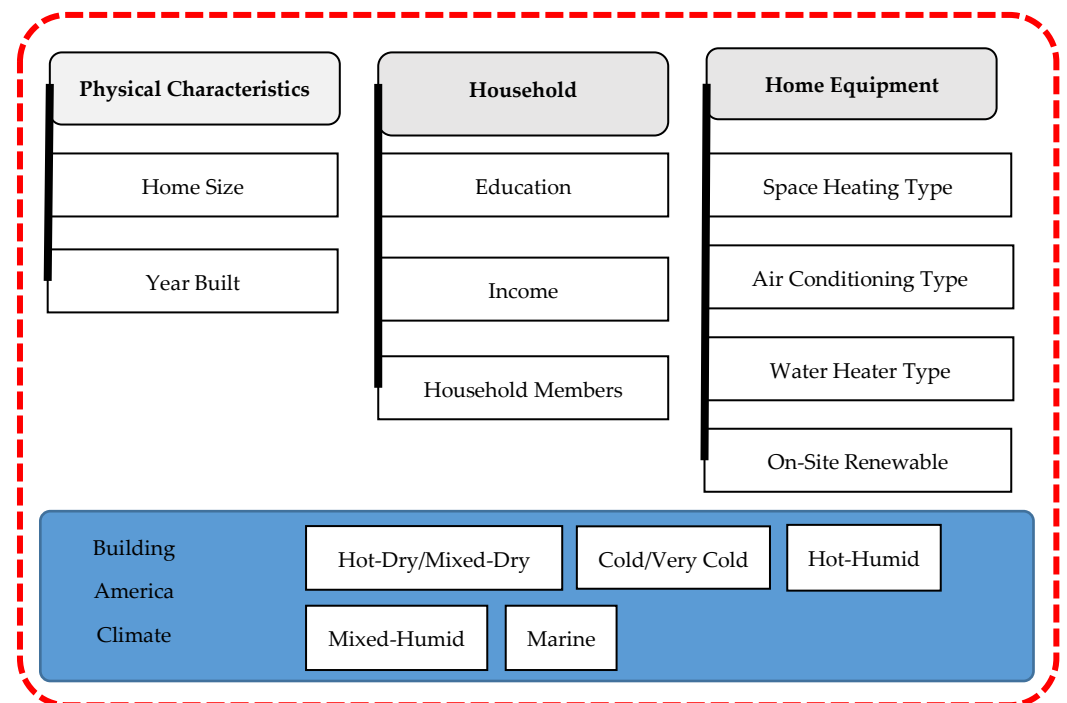 Physical Characteristics
Home Size
Year Built
Household
Education
Income
Household Members
Home Equipment
Space Heating Type
Air Conditioning Type
Water Heater Type
On-Site Renewable
Building
America
Climate
Hot-Dry/Mixed-Dry
Cold/Very Cold
Hot-Humid
Mixed-Humid
Marine